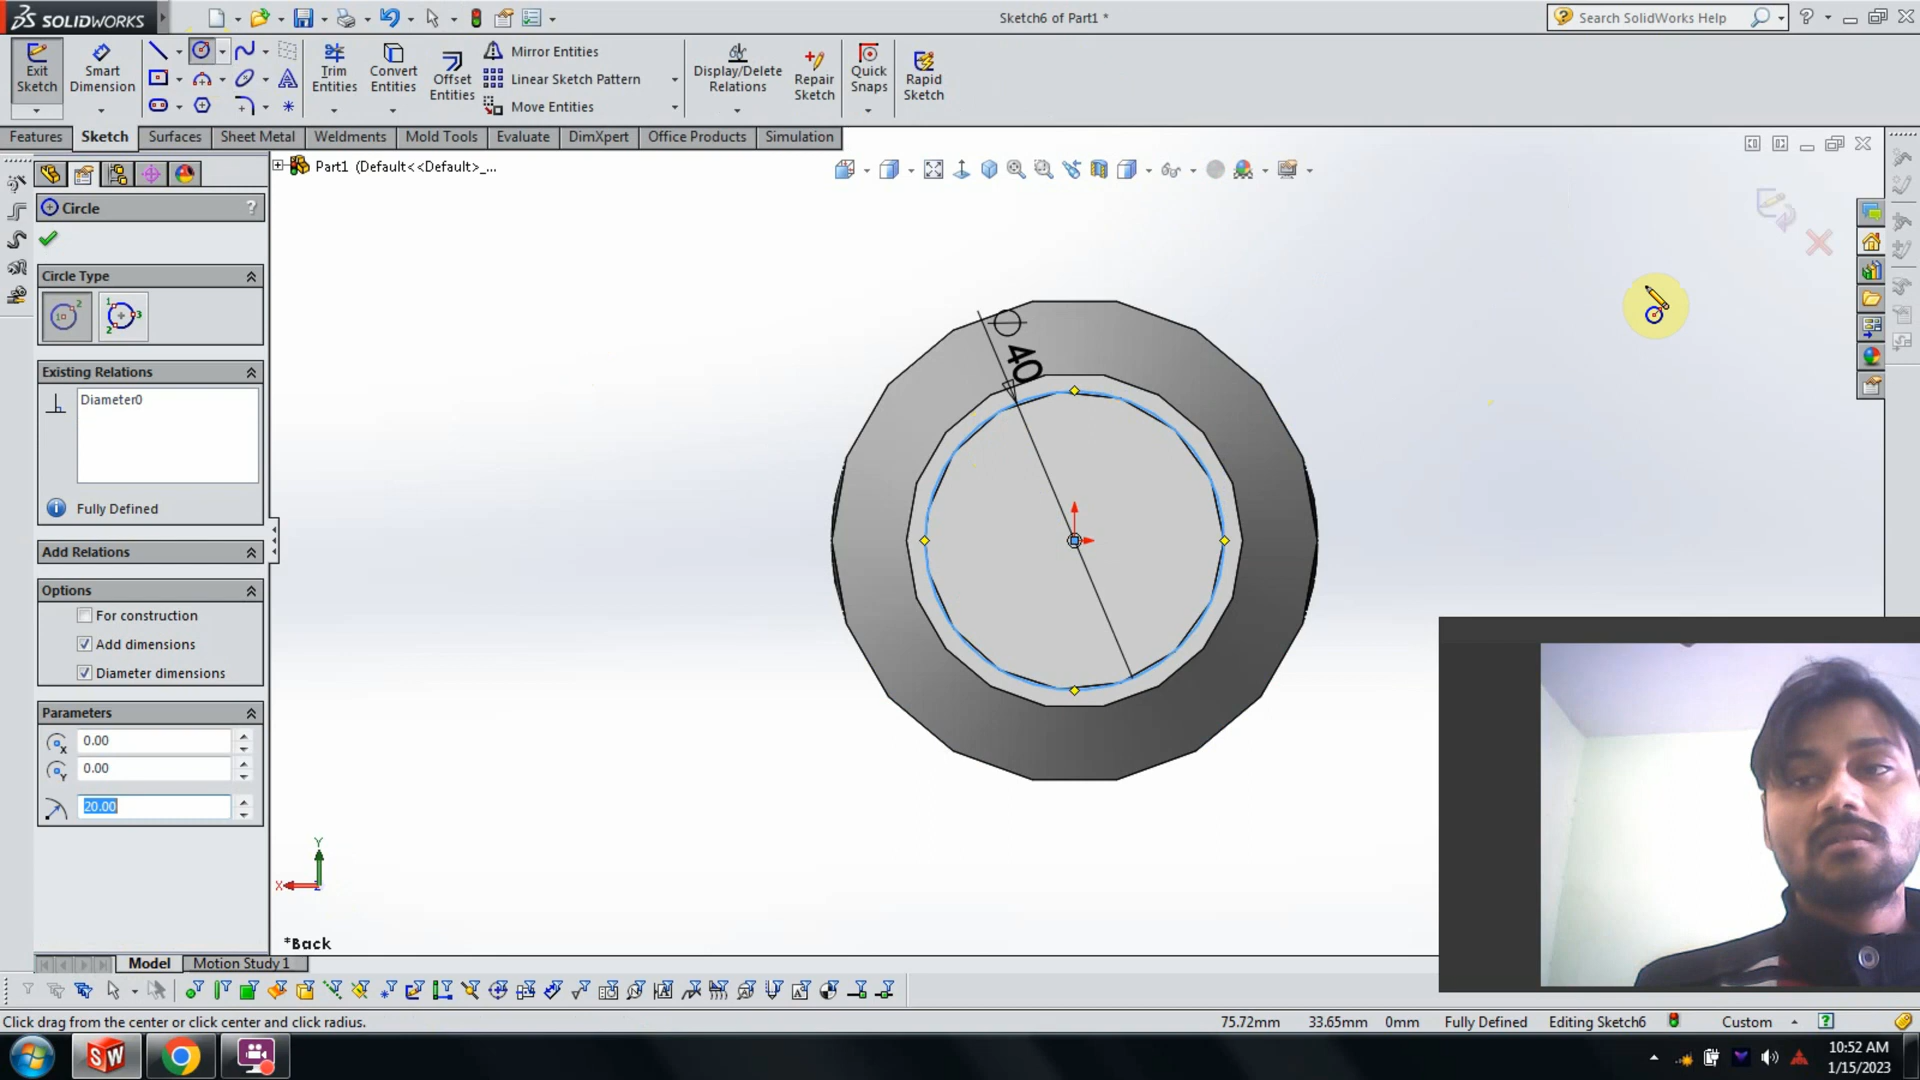 SOLIDWORKS
Sketch6 of Part1 *
Search SolidWorks Help
Exit Sketch
Smart Dimension
Trim Entities
Convert Entities
Offset Entities
Mirror Entities
Linear Sketch Pattern
Move Entities
Display/Delete Relations
Repair Sketch
Quick Snaps
Rapid Sketch
Features
Sketch
Surfaces
Sheet Metal
Weldments
Mold Tools
Evaluate
DimXpert
Office Products
Simulation
Part1 (Default<<Default>_...
Circle
?
Circle Type
Existing Relations
Diameter0
Fully Defined
Add Relations
Options
For construction
Add dimensions
Diameter dimensions
Parameters
0.00
0.00
20.00
40
Y
X
*Back
Model
Motion Study 1
Click drag from the center or click center and click radius.
75.72mm
33.65mm
0mm
Fully Defined
Editing Sketch6
Custom
10:52 AM
1/15/2023